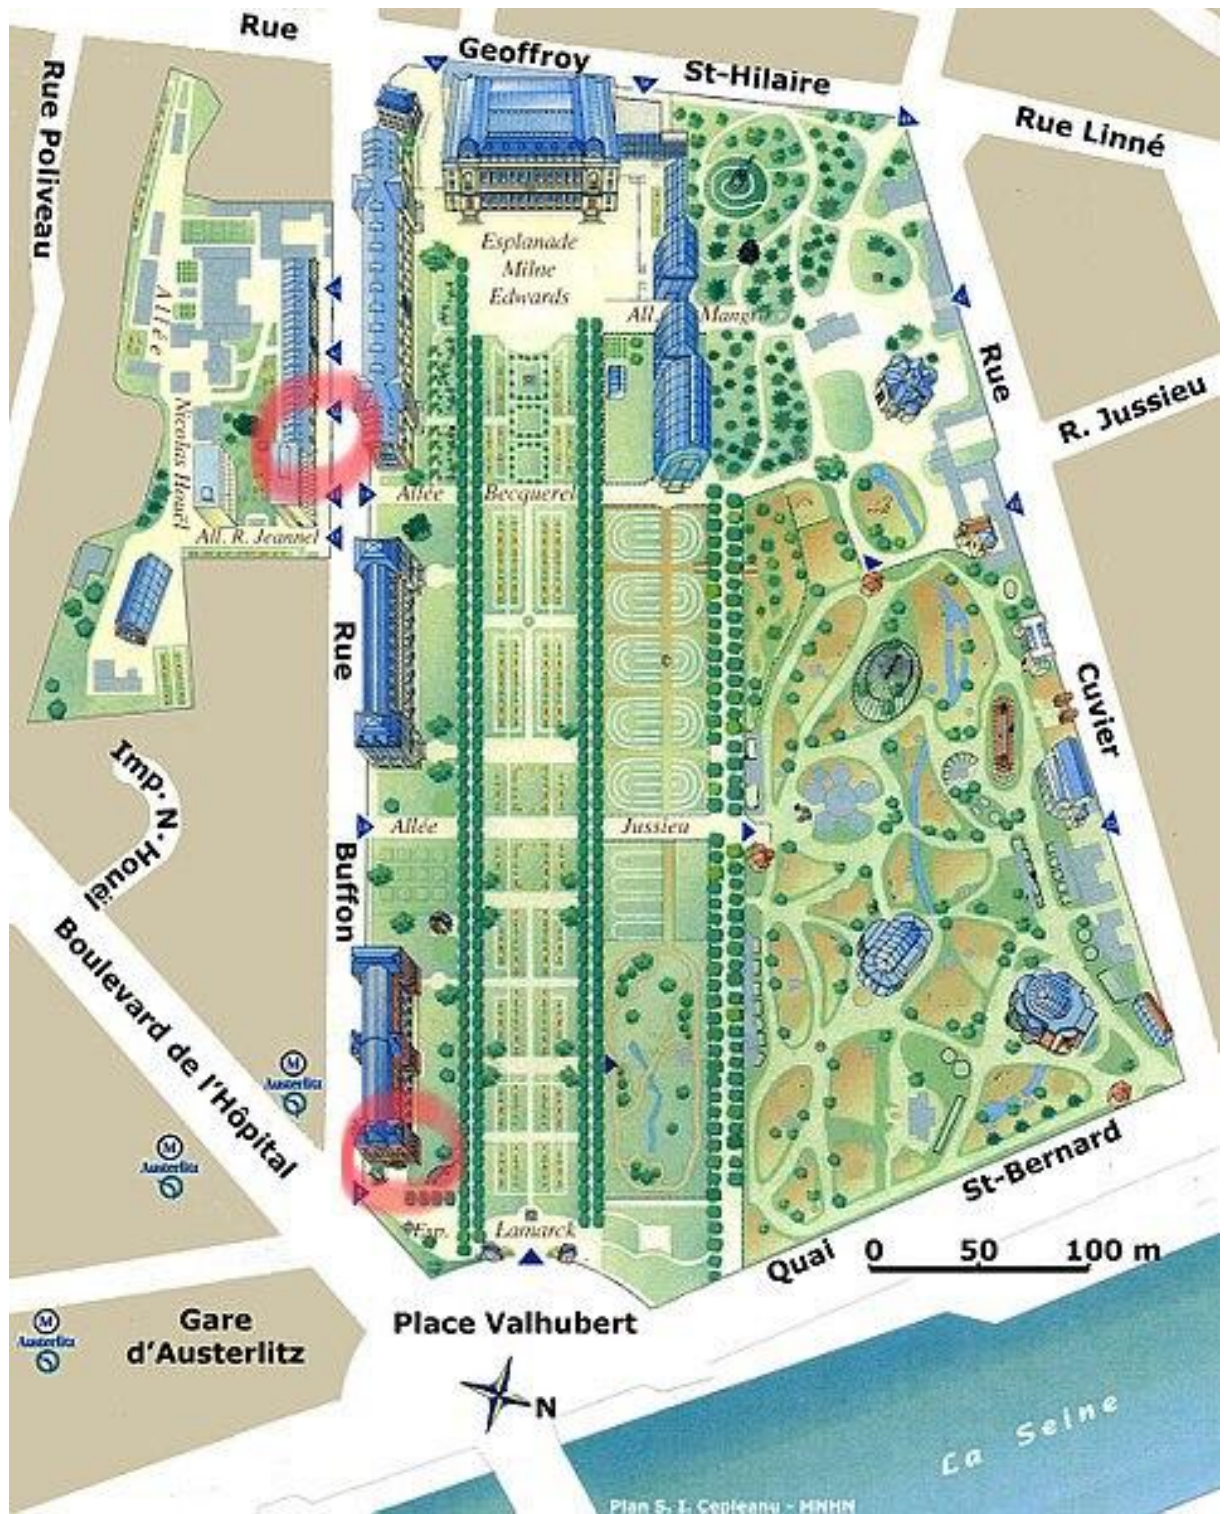 Rue
Geoffroy
St-Hilaire
Rue Linné
Rue Poliveau
Esplanade
Milne
Edwards
All.
Allée
Nicolas Houël
Rue
R. Jussieu
Allée
Becquerel
All. R. Jeannel
Rue
Cuvier
Imp. N. Houël
Allée
Jussieu
Buffon
Boulevard de l'Hôpital
M
Austerlitz
M
Austerlitz
St-Bernard
Esp.
Lamarck
Quai
0 50 100 m
M
Austerlitz
Gare
d'Austerlitz
Place Valhubert
N
La Seine
Plan S. I. Cepleanu - MNHN